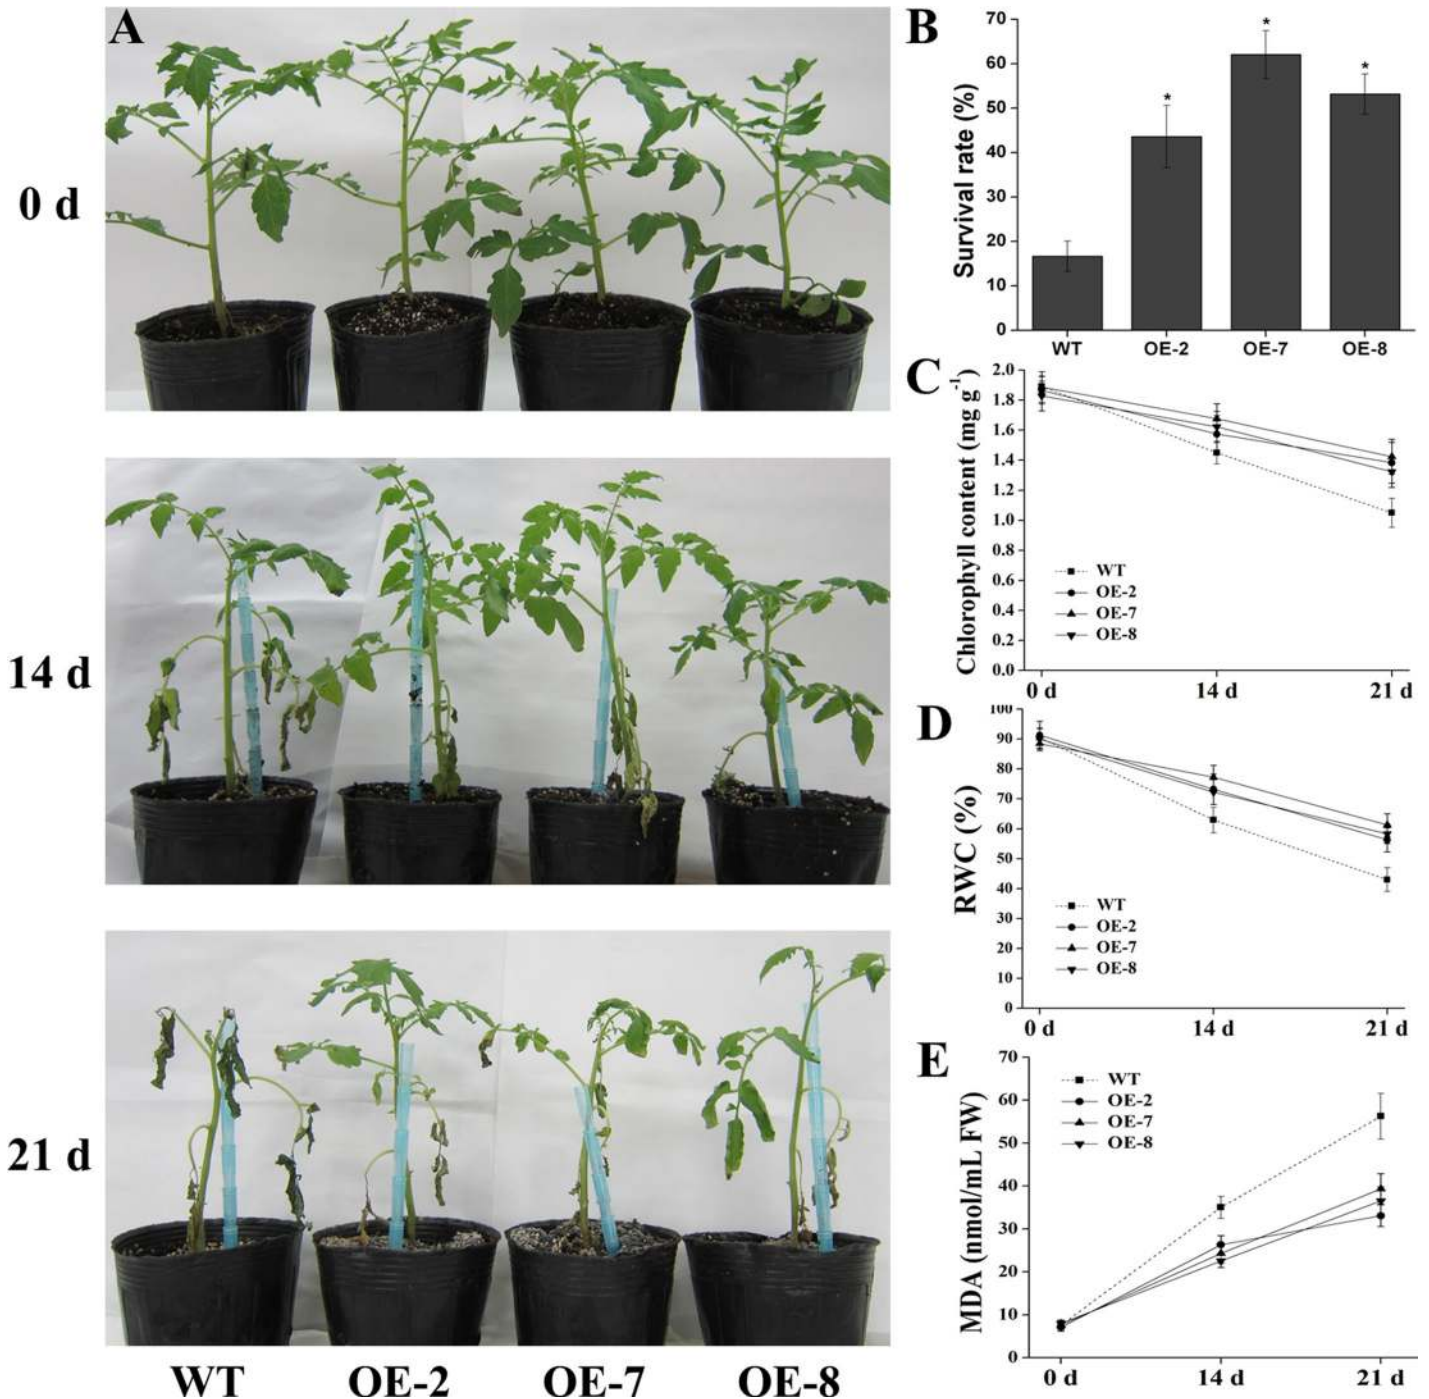 A
0 d
14 d
21 d
WT OE-2 OE-7 OE-8
B
Survival rate (%)
70
60
50
40
30
20
10
0
WT OE-2 OE-7 OE-8
* * *
C
Chlorophyll content (mg g-1)
2.0
1.8
1.6
1.4
1.2
1.0
0.8
0.6
0.4
0.2
0.0
WT
OE-2
OE-7
OE-8
0 d 14 d 21 d
D
RWC (%)
100
90
80
70
60
50
40
30
20
10
0
WT
OE-2
OE-7
OE-8
0 d 14 d 21 d
E
MDA (nmol/mL FW)
70
60
50
40
30
20
10
0
WT
OE-2
OE-7
OE-8
0 d 14 d 21 d